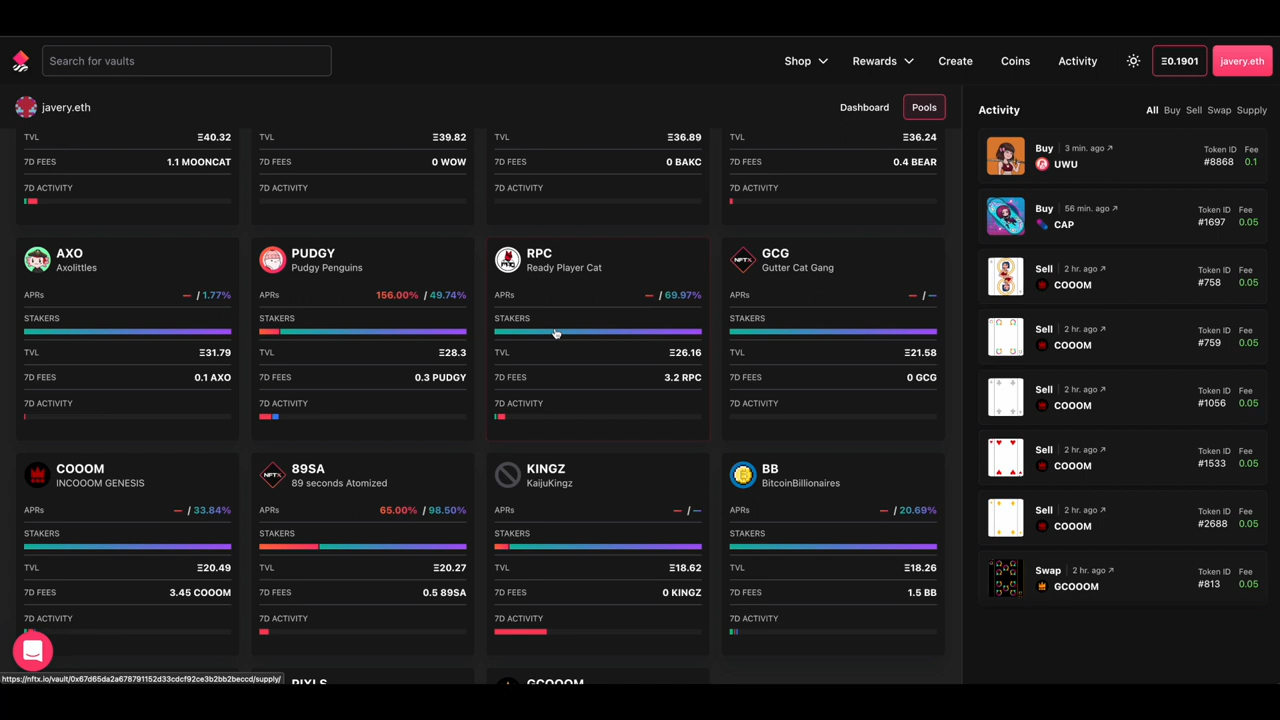 Search for vaults
Shop
Rewards
Create
Coins
Activity
Ξ0.1901
javery.eth
javery.eth
Dashboard
Pools
TVL Ξ40.32
7D FEES 1.1 MOONCAT
7D ACTIVITY
TVL Ξ39.82
7D FEES 0 WOW
7D ACTIVITY
TVL Ξ36.89
7D FEES 0 BAKC
7D ACTIVITY
TVL Ξ36.24
7D FEES 0.4 BEAR
7D ACTIVITY
AXO
Axolittles
APRs – / 1.77%
STAKERS
TVL Ξ31.79
7D FEES 0.1 AXO
7D ACTIVITY
PUDGY
Pudgy Penguins
APRs 156.00% / 49.74%
STAKERS
TVL Ξ28.3
7D FEES 0.3 PUDGY
7D ACTIVITY
RPC
Ready Player Cat
APRs – / 69.97%
STAKERS
TVL Ξ26.16
7D FEES 3.2 RPC
7D ACTIVITY
NFTX
GCG
Gutter Cat Gang
APRs – / –
STAKERS
TVL Ξ21.58
7D FEES 0 GCG
7D ACTIVITY
COOOM
INCOOOM GENESIS
APRs – / 33.84%
STAKERS
TVL Ξ20.49
7D FEES 3.45 COOOM
7D ACTIVITY
NFTX
89SA
89 seconds Atomized
APRs 65.00% / 98.50%
STAKERS
TVL Ξ20.27
7D FEES 0.5 89SA
7D ACTIVITY
KINGZ
KaijuKingz
APRs – / –
STAKERS
TVL Ξ18.62
7D FEES 0 KINGZ
7D ACTIVITY
BB
BitcoinBillionaires
APRs – / 20.69%
STAKERS
TVL Ξ18.26
7D FEES 1.5 BB
7D ACTIVITY
PIXLS
GCOOOM
Activity
All Buy Sell Swap Supply
Buy 3 min. ago ↗ Token ID Fee
UWU #8868 0.1
Buy 56 min. ago ↗ Token ID Fee
CAP #1697 0.05
Sell 2 hr. ago ↗ Token ID Fee
COOOM #758 0.05
Sell 2 hr. ago ↗ Token ID Fee
COOOM #759 0.05
Sell 2 hr. ago ↗ Token ID Fee
COOOM #1056 0.05
Sell 2 hr. ago ↗ Token ID Fee
COOOM #1533 0.05
Sell 2 hr. ago ↗ Token ID Fee
COOOM #2688 0.05
Swap 2 hr. ago ↗ Token ID Fee
GCOOOM #813 0.05
https://nftx.io/vault/0x67d65da2a678791152d33cdcf92ce3b2bb2beccd/supply/